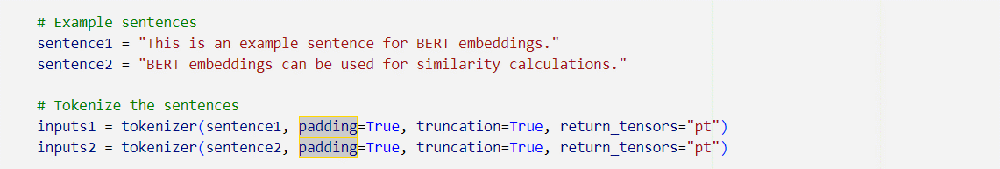 # Example sentences
sentence1 = "This is an example sentence for BERT embeddings."
sentence2 = "BERT embeddings can be used for similarity calculations."
# Tokenize the sentences
inputs1 = tokenizer(sentence1, padding=True, truncation=True, return_tensors="pt")
inputs2 = tokenizer(sentence2, padding=True, truncation=True, return_tensors="pt")